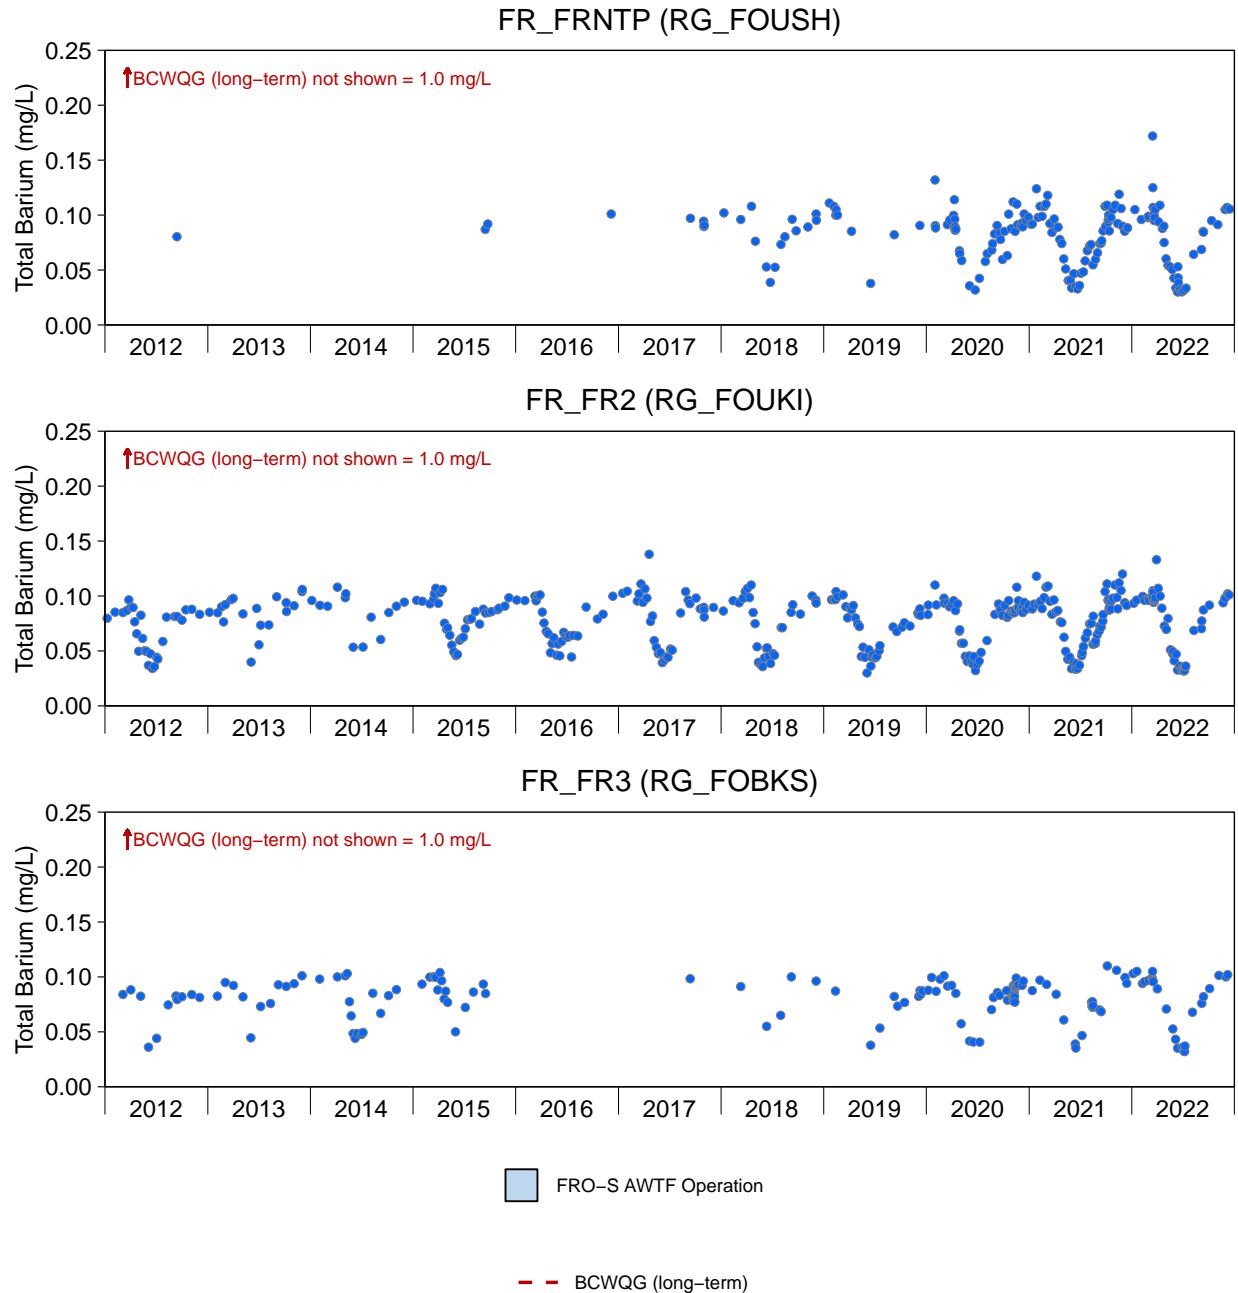 FR_FRNTP (RG_FOUSH)
Total Barium (mg/L)
0.25
0.20
0.15
0.10
0.05
0.00
BCWQG (long−term) not shown = 1.0 mg/L
2012 2013 2014 2015 2016 2017 2018 2019 2020 2021 2022
FR_FR2 (RG_FOUKI)
Total Barium (mg/L)
0.25
0.20
0.15
0.10
0.05
0.00
BCWQG (long−term) not shown = 1.0 mg/L
2012 2013 2014 2015 2016 2017 2018 2019 2020 2021 2022
FR_FR3 (RG_FOBKS)
Total Barium (mg/L)
0.25
0.20
0.15
0.10
0.05
0.00
BCWQG (long−term) not shown = 1.0 mg/L
2012 2013 2014 2015 2016 2017 2018 2019 2020 2021 2022
FRO−S AWTF Operation
BCWQG (long−term)